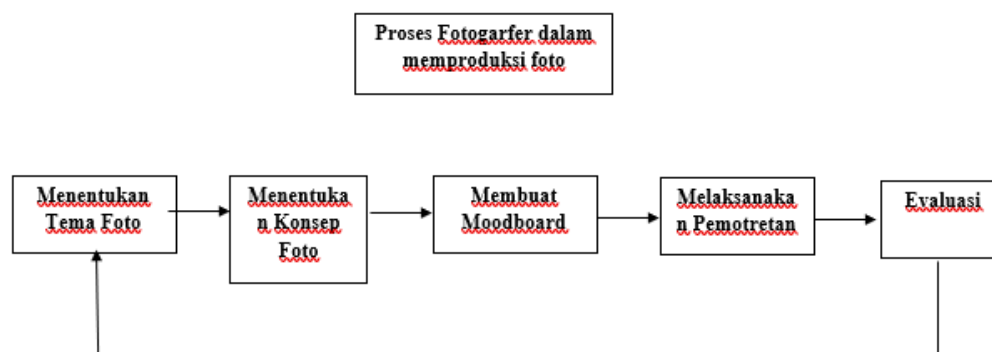 Proses Fotogarfer dalam
memproduksi foto
Menentukan
Tema Foto
Menentuka
n Konsep
Foto
Membuat
Moodboard
Melaksanaka
n Pemotretan
Evaluasi